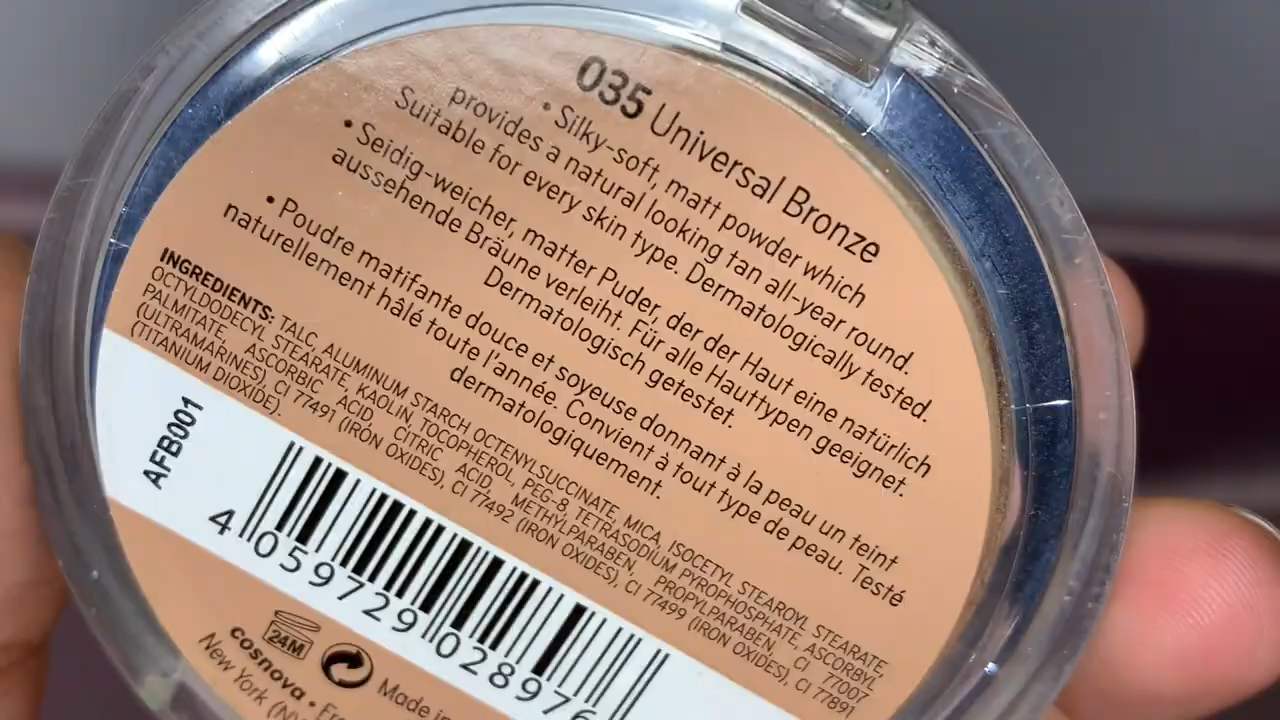 035 Universal Bronze
• Silky-soft, matt powder which
provides a natural looking tan all-year round.
Suitable for every skin type. Dermatologically tested.
• Seidig-weicher, matter Puder, der der Haut eine natürlich
aussehende Bräune verleiht. Für alle Hauttypen geeignet.
Dermatologisch getestet.
• Poudre matifante douce et soyeuse donnant à la peau un teint
naturellement hâlé toute l'année. Convient à tout type de peau. Testé
dermatologiquement.
INGREDIENTS: TALC, ALUMINUM STARCH OCTENYLSUCCINATE, MICA, ISOCETYL STEAROYL STEARATE
OCTYLDODECYL STEARATE, KAOLIN, TOCOPHEROL, PEG-8, TETRASODIUM PYROPHOSPHATE, ASCORBYL
PALMITATE, ASCORBIC ACID, CITRIC ACID, METHYLPARABEN, PROPYLPARABEN, CI 77007
(ULTRAMARINES), CI 77491 (IRON OXIDES), CI 77492 (IRON OXIDES), CI 77499 (IRON OXIDES), CI 77891
(TITANIUM DIOXIDE).
AFB001
4 059729 028976
24M
Made in
cosnova •
New York